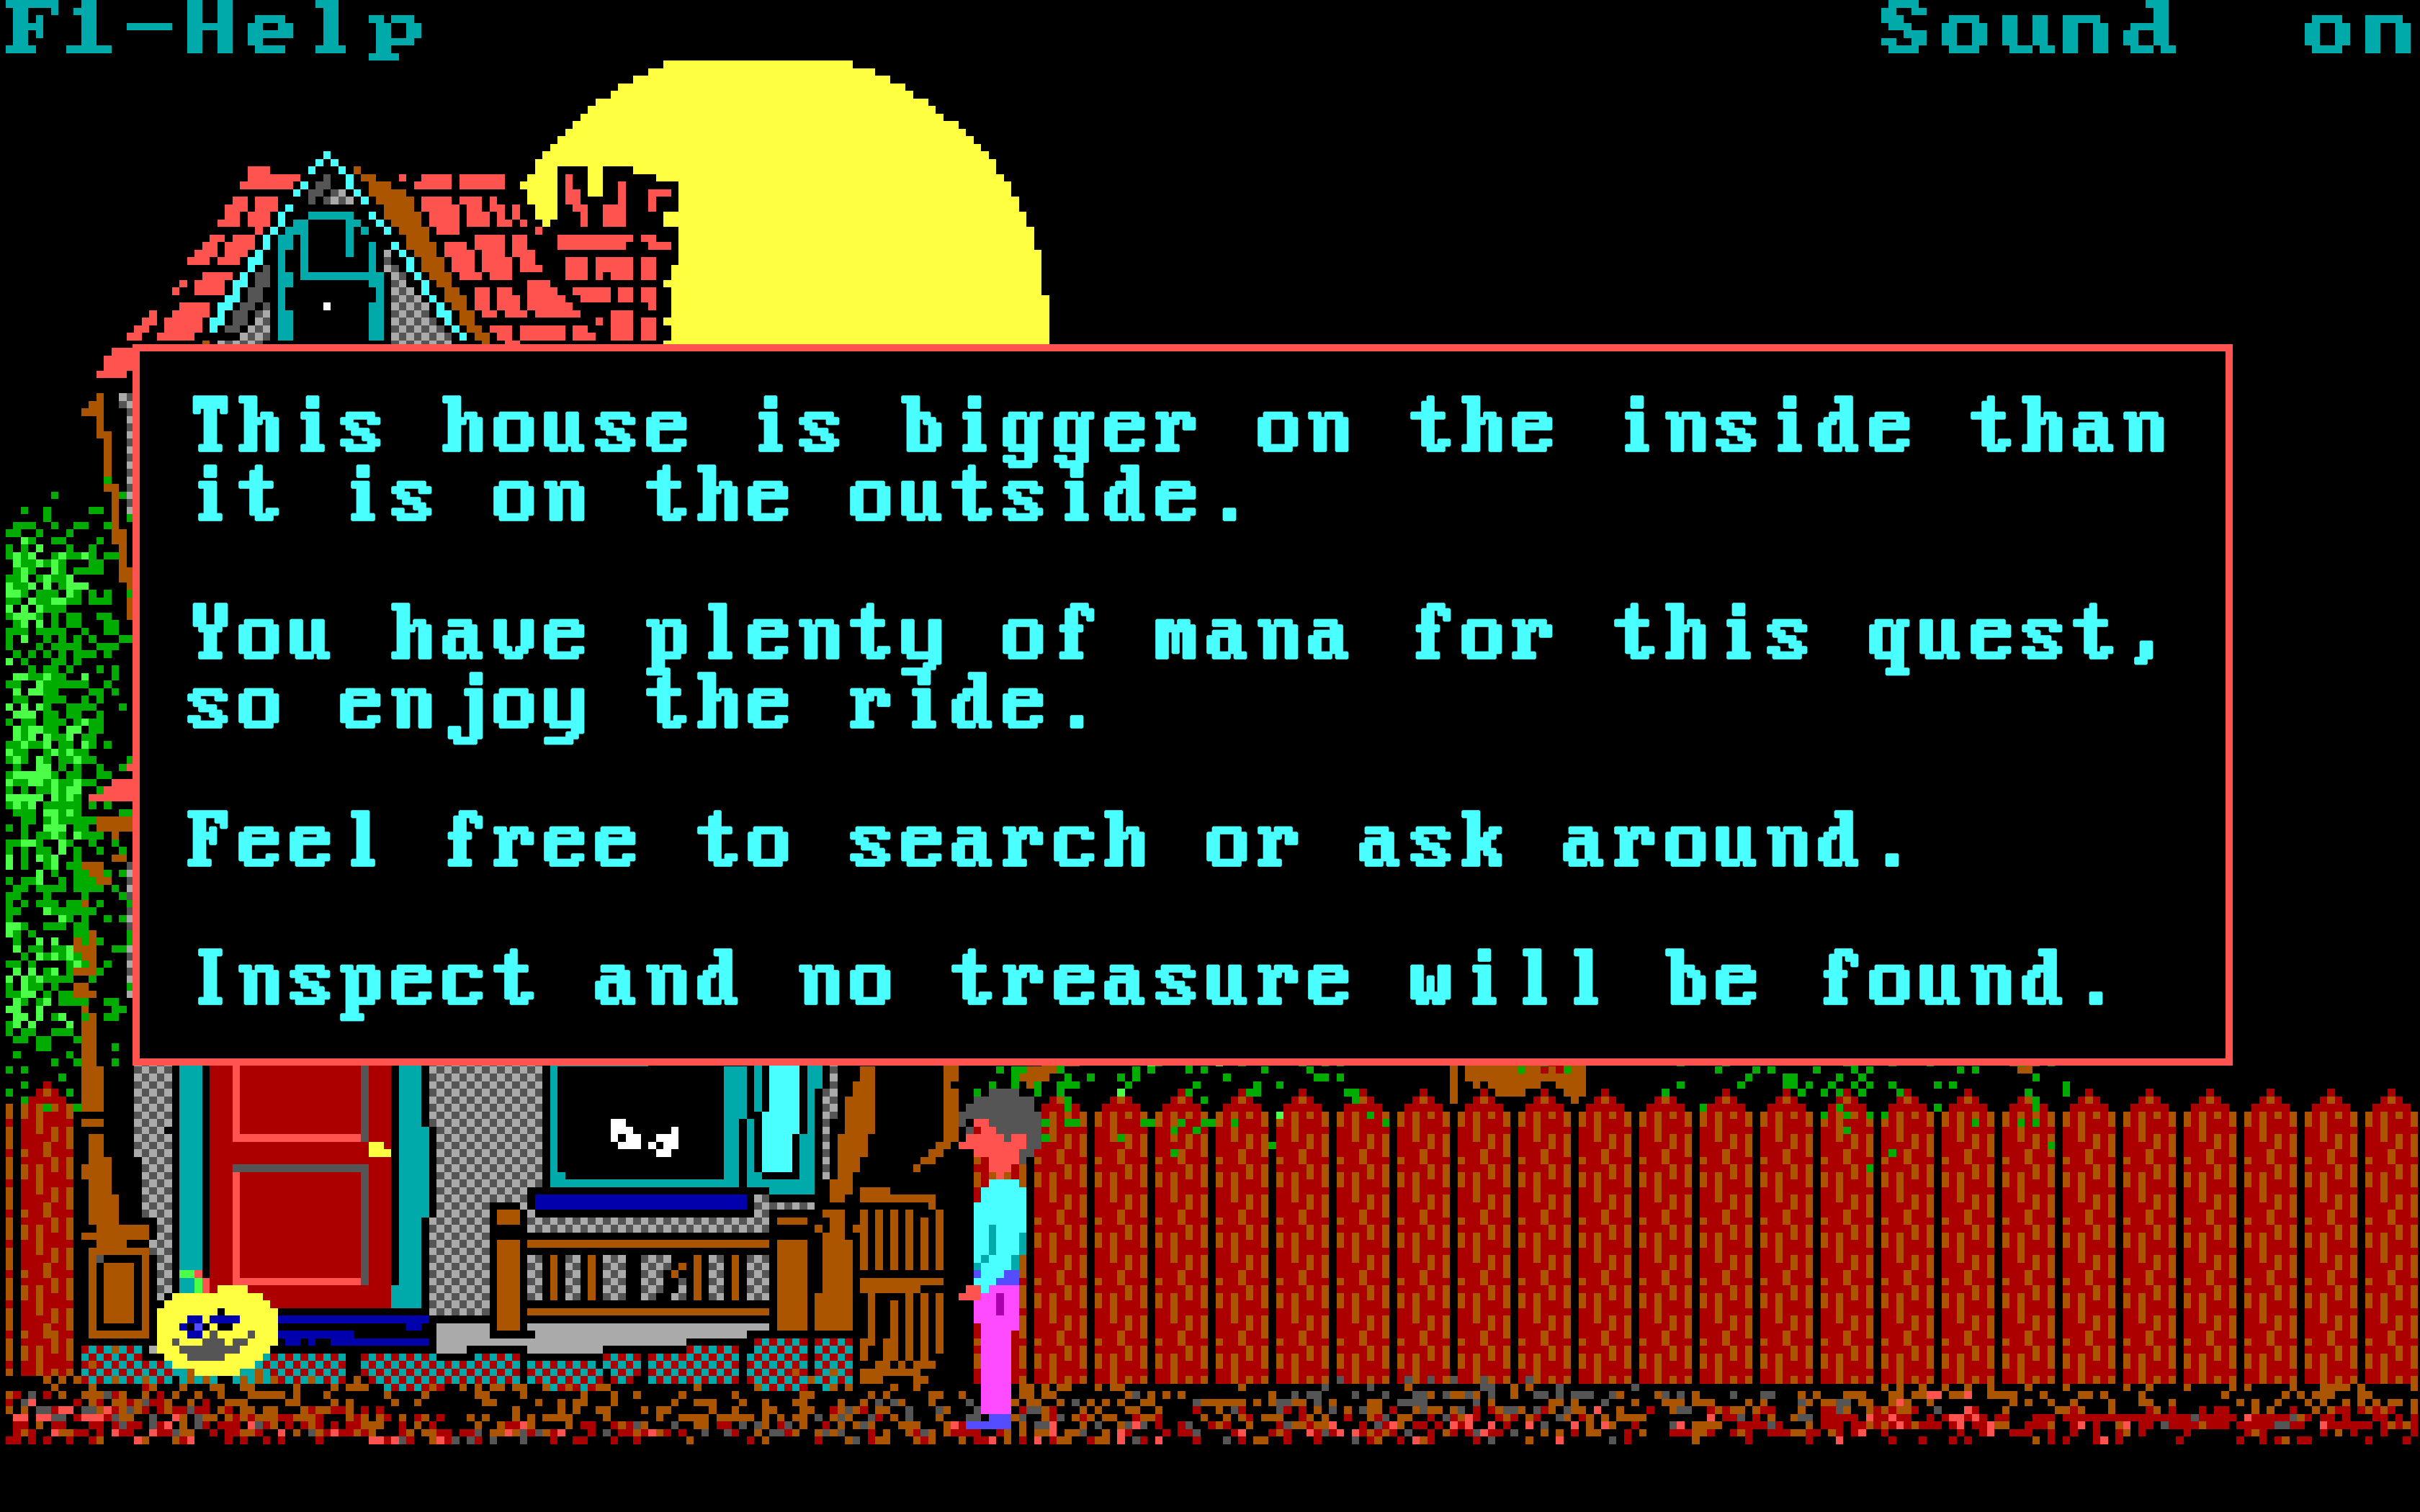 F1-Help Sound on
This house is bigger on the inside than
it is on the outside.
You have plenty of mana for this quest,
so enjoy the ride.
Feel free to search or ask around.
Inspect and no treasure will be found.